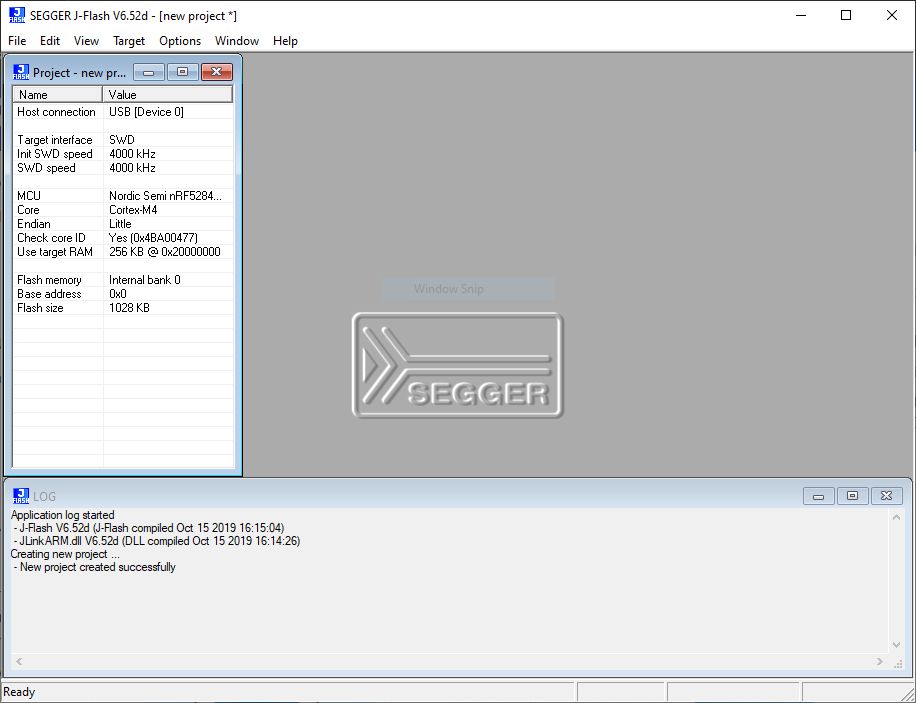 SEGGER J-Flash V6.52d - [new project *]
File Edit View Target Options Window Help
Project - new pr...
Name Value
Host connection USB [Device 0]
Target interface SWD
Init SWD speed 4000 kHz
SWD speed 4000 kHz
MCU Nordic Semi nRF5284...
Core Cortex-M4
Endian Little
Check core ID Yes (0x4BA00477)
Use target RAM 256 KB @ 0x20000000
Flash memory Internal bank 0
Base address 0x0
Flash size 1028 KB
Window Snip
SEGGER
LOG
Application log started
- J-Flash V6.52d (J-Flash compiled Oct 15 2019 16:15:04)
- JLinkARM.dll V6.52d (DLL compiled Oct 15 2019 16:14:26)
Creating new project ...
- New project created successfully
Ready